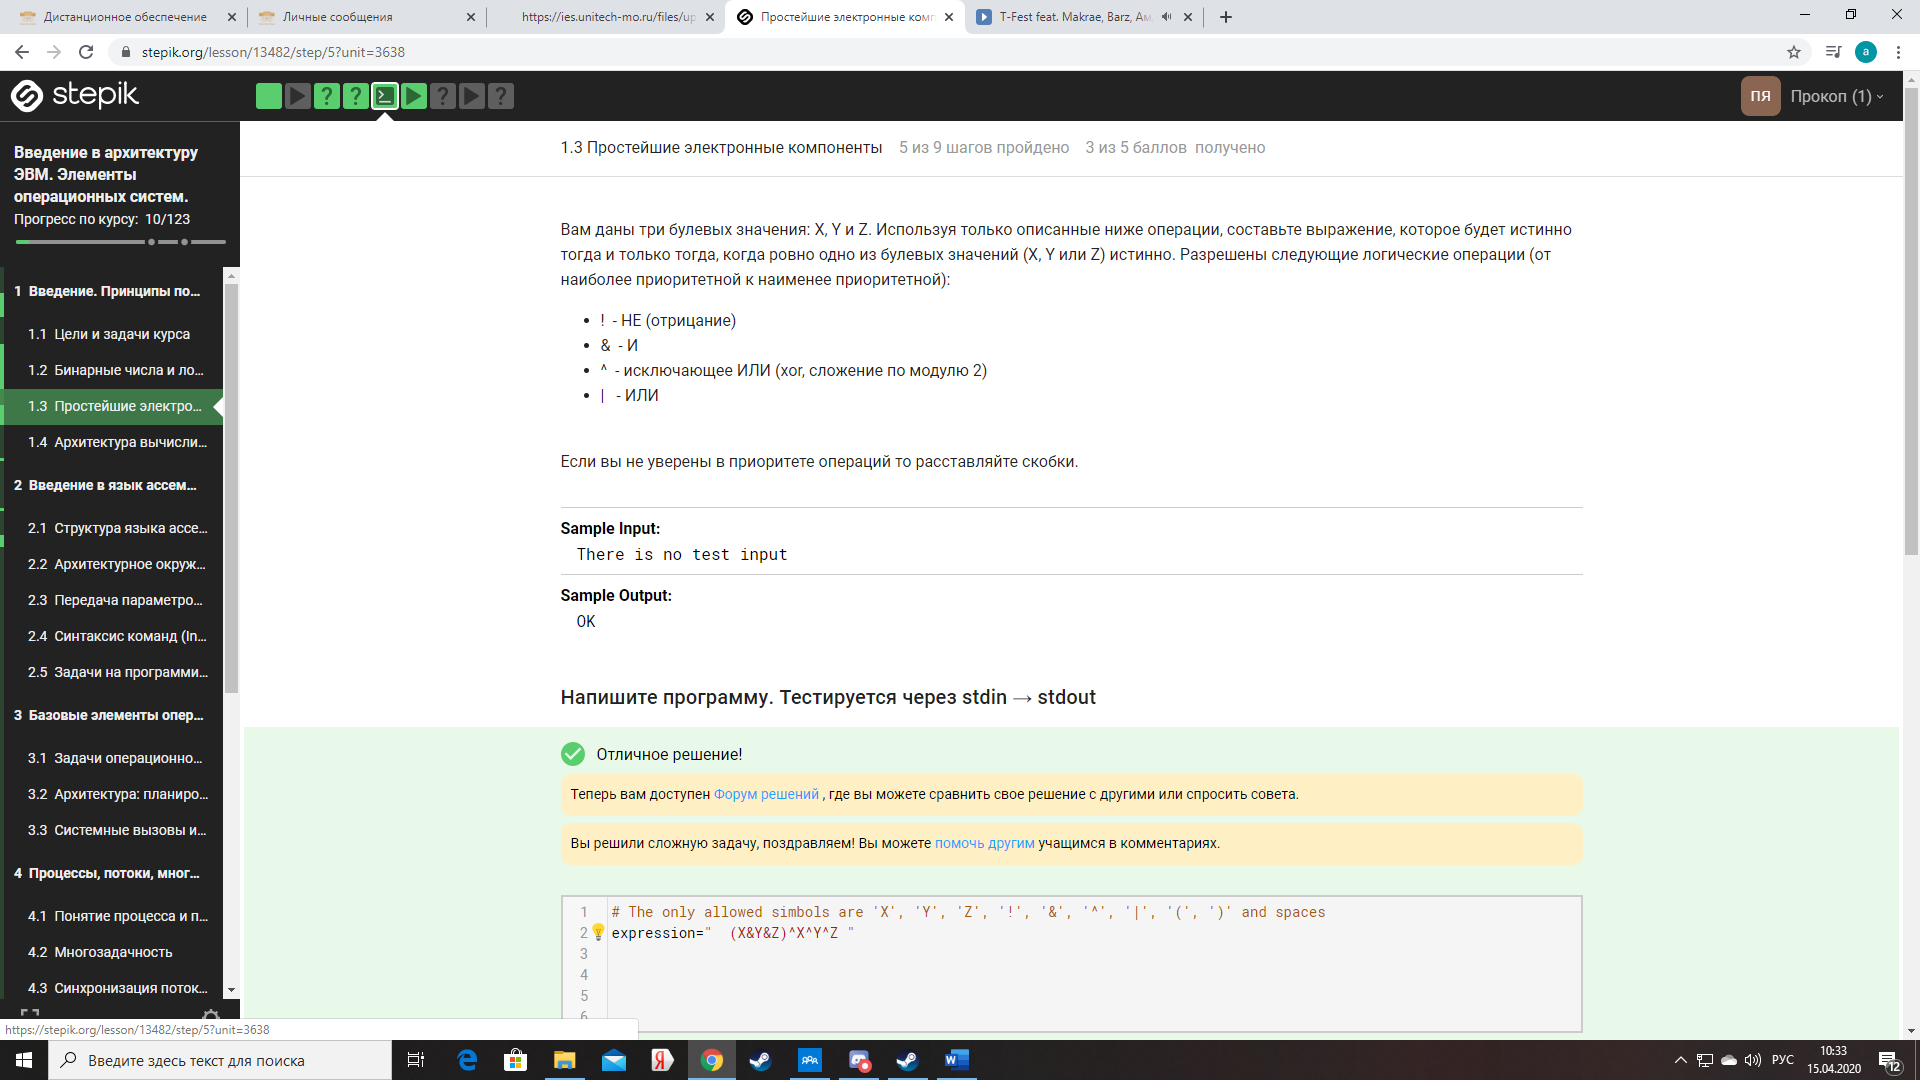 Дистанционное обеспечение
Личные сообщения
https://ies.unitech-mo.ru/files/up
Простейшие электронные комп
T-Fest feat. Makrae, Barz, Ам
stepik.org/lesson/13482/step/5?unit=3638
a
stepik
ПЯ
Прокоп (1)
Введение в архитектуру
ЭВМ. Элементы
операционных систем.
Прогресс по курсу: 10/123
1 Введение. Принципы по...
1.1 Цели и задачи курса
1.2 Бинарные числа и ло...
1.3 Простейшие электро...
1.4 Архитектура вычисли...
2 Введение в язык ассем...
2.1 Структура языка ассе...
2.2 Архитектурное окруж...
2.3 Передача параметро...
2.4 Синтаксис команд (In...
2.5 Задачи на программи...
3 Базовые элементы опер...
3.1 Задачи операционно...
3.2 Архитектура: планиро...
3.3 Системные вызовы и...
4 Процессы, потоки, мног...
4.1 Понятие процесса и п...
4.2 Многозадачность
4.3 Синхронизация поток...
1.3 Простейшие электронные компоненты 5 из 9 шагов пройдено 3 из 5 баллов получено
Вам даны три булевых значения: X, Y и Z. Используя только описанные ниже операции, составьте выражение, которое будет истинно
тогда и только тогда, когда ровно одно из булевых значений (X, Y или Z) истинно. Разрешены следующие логические операции (от
наиболее приоритетной к наименее приоритетной):
• ! - НЕ (отрицание)
• & - И
• ^ - исключающее ИЛИ (xor, сложение по модулю 2)
• | - ИЛИ
Если вы не уверены в приоритете операций то расставляйте скобки.
Sample Input:
There is no test input
Sample Output:
OK
Напишите программу. Тестируется через stdin → stdout
Отличное решение!
Теперь вам доступен Форум решений , где вы можете сравнить свое решение с другими или спросить совета.
Вы решили сложную задачу, поздравляем! Вы можете помочь другим учащимся в комментариях.
1 # The only allowed simbols are 'X', 'Y', 'Z', '!', '&', '^', '|', '(', ')' and spaces
2 expression="  (X&Y&Z)^X^Y^Z "
3
4
5
6
https://stepik.org/lesson/13482/step/5?unit=3638
Введите здесь текст для поиска
РУС
10:33
15.04.2020
12